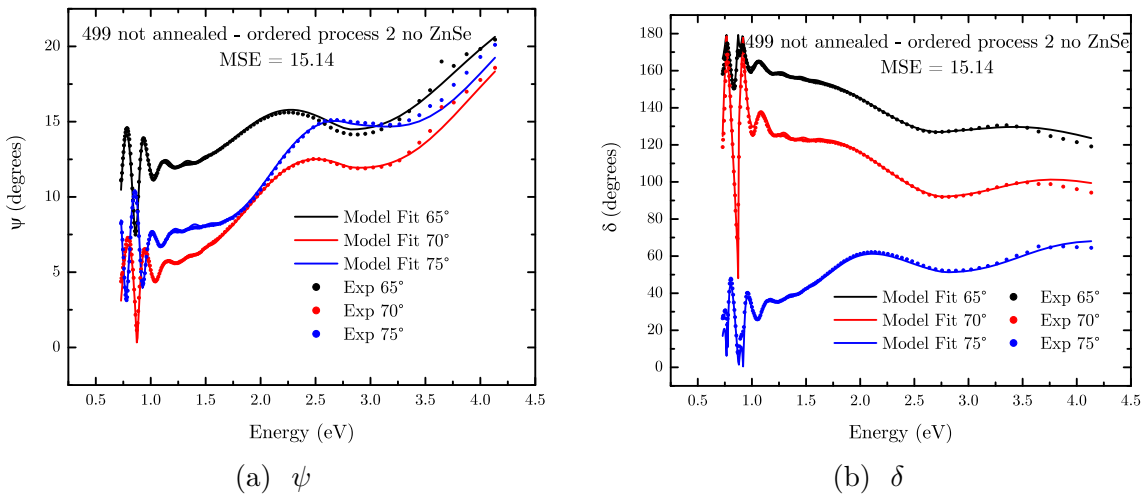 499 not annealed - ordered process 2 no ZnSe
MSE = 15.14
20
15
10
5
0
ψ (degrees)
Model Fit 65°
Model Fit 70°
Model Fit 75°
Exp 65°
Exp 70°
Exp 75°
0.5 1.0 1.5 2.0 2.5 3.0 3.5 4.0 4.5
Energy (eV)
(a) ψ
499 not annealed - ordered process 2 no ZnSe
MSE = 15.14
180
160
140
120
100
80
60
40
20
0
δ (degrees)
Model Fit 65° Exp 65°
Model Fit 70° Exp 70°
Model Fit 75° Exp 75°
0.5 1.0 1.5 2.0 2.5 3.0 3.5 4.0 4.5
Energy (eV)
(b) δ